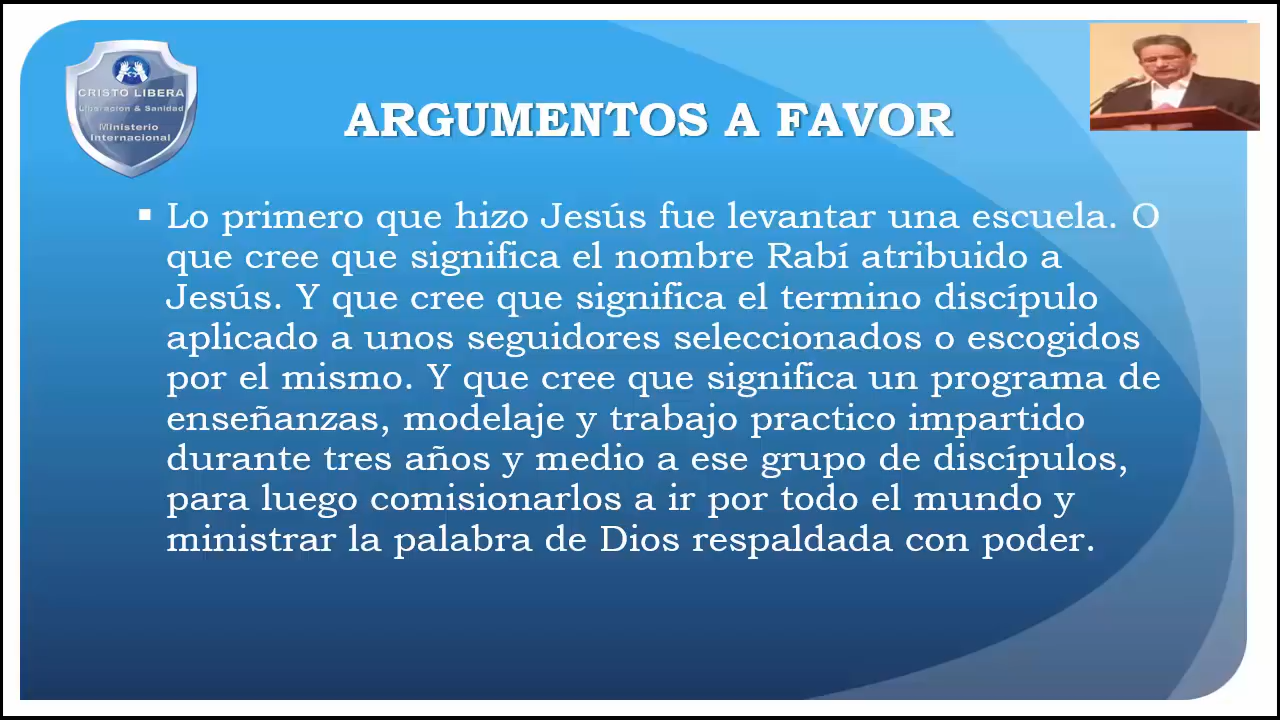 CRISTO LIBERA
Liberación & Sanidad
Ministerio
Internacional
ARGUMENTOS A FAVOR
Lo primero que hizo Jesús fue levantar una escuela. O
que cree que significa el nombre Rabí atribuido a
Jesús. Y que cree que significa el termino discípulo
aplicado a unos seguidores seleccionados o escogidos
por el mismo. Y que cree que significa un programa de
enseñanzas, modelaje y trabajo practico impartido
durante tres años y medio a ese grupo de discípulos,
para luego comisionarlos a ir por todo el mundo y
ministrar la palabra de Dios respaldada con poder.